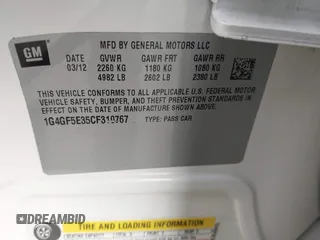 GM
MFD BY GENERAL MOTORS LLC
03/12 GVWR GAWR FRT GAWR RR
2260 KG 1180 KG 1080 KG
4982 LB 2602 LB 2380 LB
THIS VEHICLE CONFORMS TO ALL APPLICABLE U.S. FEDERAL MOTOR
VEHICLE SAFETY, BUMPER, AND THEFT PREVENTION STANDARDS IN
EFFECT ON THE DATE OF MANUFACTURE SHOWN ABOVE.
1G4GF5E35CF310767 TYPE: PASS CAR
TIRE AND LOADING INFORMATION
DREAMBID